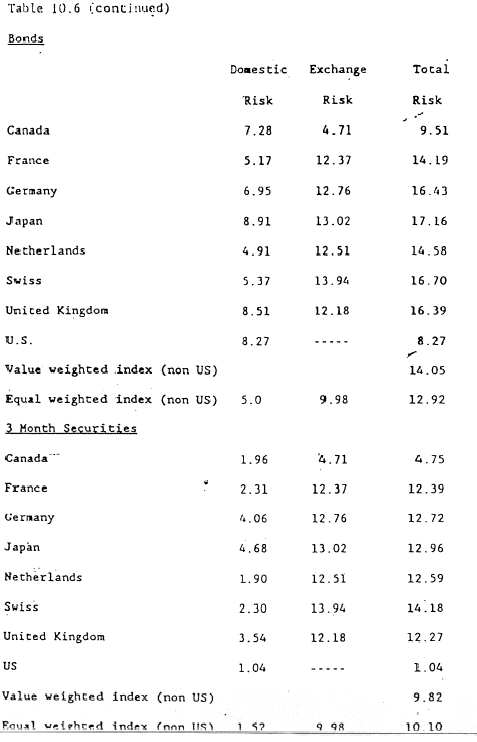 Table 10.6 (continued)
Bonds
Domestic Exchange Total
Risk Risk Risk
Canada 7.28 4.71 9.51
France 5.17 12.37 14.19
Germany 6.95 12.76 16.43
Japan 8.91 13.02 17.16
Netherlands 4.91 12.51 14.58
Swiss 5.37 13.94 16.70
United Kingdom 8.51 12.18 16.39
U.S. 8.27 ----- 8.27
Value weighted index (non US) 14.05
Equal weighted index (non US) 5.0 9.98 12.92
3 Month Securities
Canada 1.96 4.71 4.75
France 2.31 12.37 12.39
Germany 4.06 12.76 12.72
Japan 4.68 13.02 12.96
Netherlands 1.90 12.51 12.59
Swiss 2.30 13.94 14.18
United Kingdom 3.54 12.18 12.27
US 1.04 ----- 1.04
Value weighted index (non US) 9.82
Equal weighted index (non US) 1.52 9.98 10.10